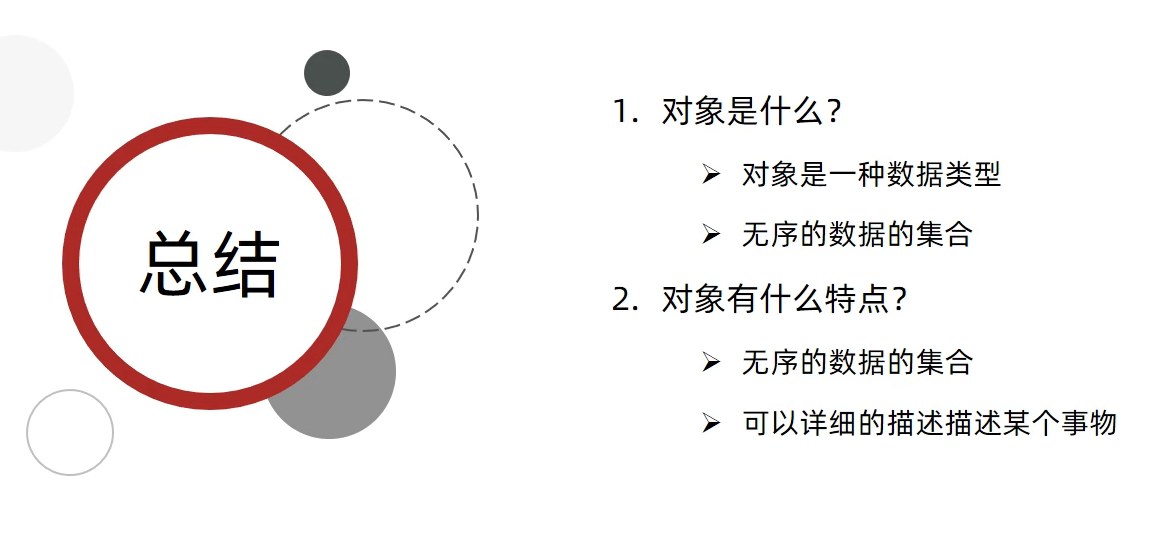 总结
1. 对象是什么？
➢ 对象是一种数据类型
➢ 无序的数据的集合
2. 对象有什么特点？
➢ 无序的数据的集合
➢ 可以详细的描述描述某个事物